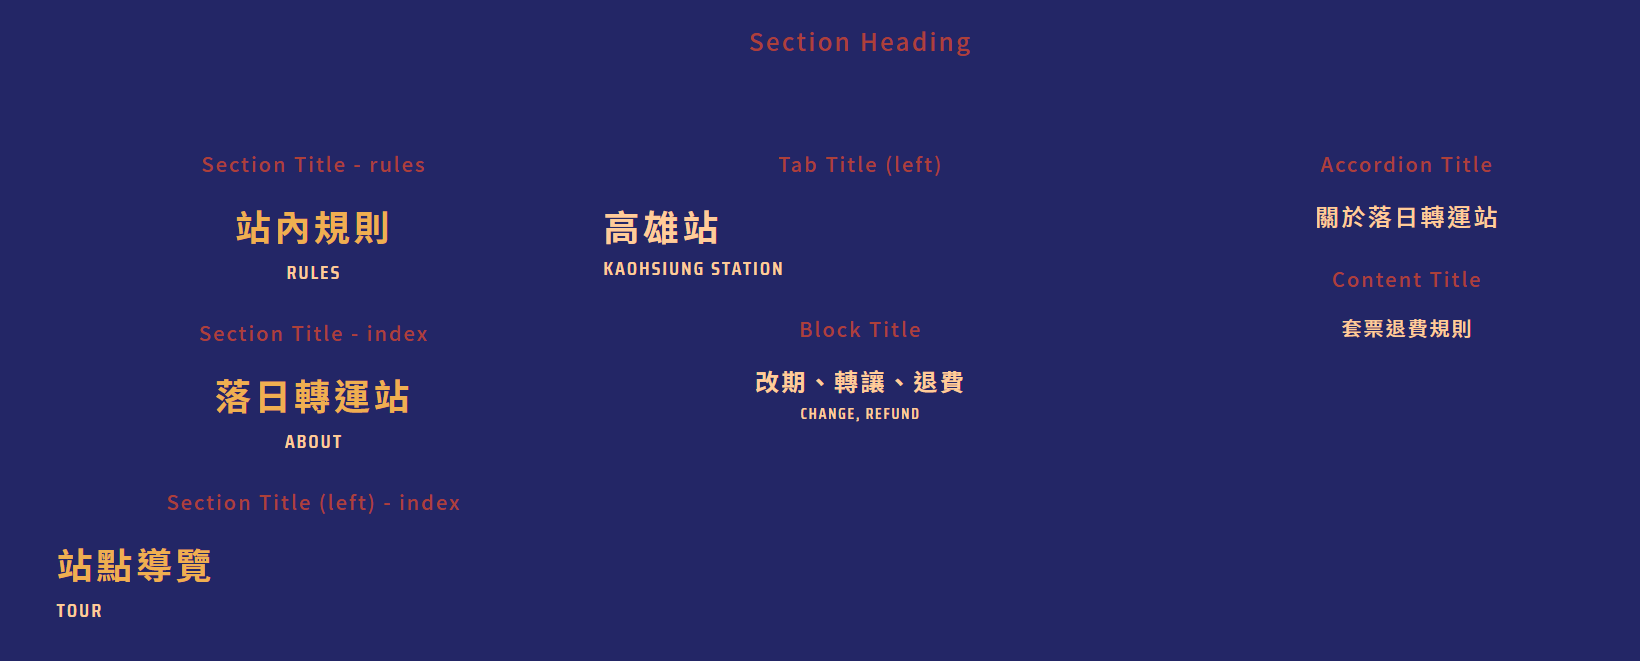 Section Heading
Section Title - rules
站內規則
RULES
Section Title - index
落日轉運站
ABOUT
Section Title (left) - index
站點導覽
TOUR
Tab Title (left)
高雄站
KAOHSIUNG STATION
Block Title
改期、轉讓、退費
CHANGE, REFUND
Accordion Title
關於落日轉運站
Content Title
套票退費規則